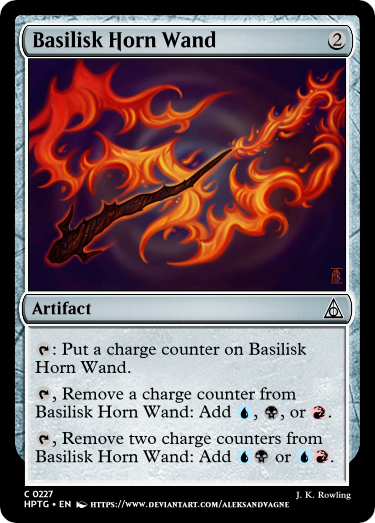 Basilisk Horn Wand 2
Artifact
: Put a charge counter on Basilisk
Horn Wand.
, Remove a charge counter from
Basilisk Horn Wand: Add , , or .
, Remove two charge counters from
Basilisk Horn Wand: Add or .
C 0227 J. K. Rowling
HPTG • EN HTTPS://WWW.DEVIANTART.COM/ALEKSANDVAGNE